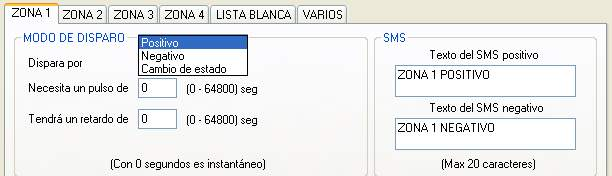 ZONA 1 ZONA 2 ZONA 3 ZONA 4 LISTA BLANCA VARIOS
MODO DE DISPARO
Dispara por
Positivo
Negativo
Cambio de estado
Necesita un pulso de 0 (0 - 64800) seg
Tendrá un retardo de 0 (0 - 64800) seg
(Con 0 segundos es instantáneo)
SMS
Texto del SMS positivo
ZONA 1 POSITIVO
Texto del SMS negativo
ZONA 1 NEGATIVO
(Max 20 caracteres)